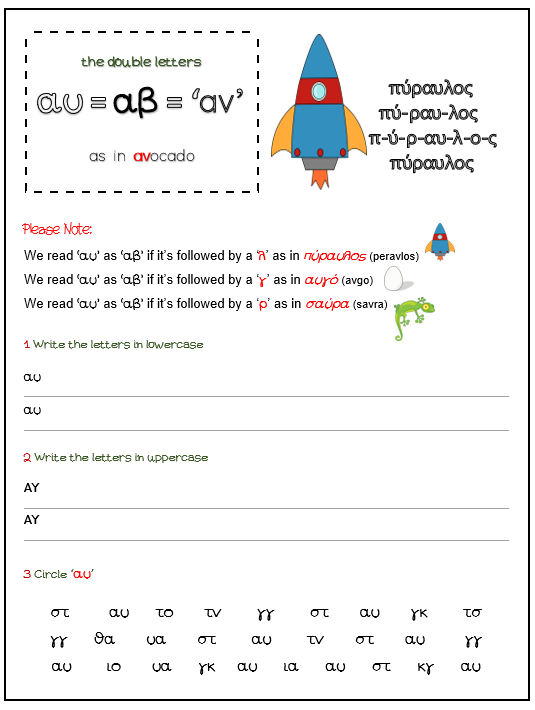 the double letters
αυ = αβ = ‘av’
as in avocado
πύραυλος
πύ-ραυ-λος
π-ύ-ρ-αυ-λ-ο-ς
πύραυλος
Please Note:
We read ‘αυ’ as ‘αβ’ if it’s followed by a ‘λ’ as in πύραυλος (peravlos)
We read ‘αυ’ as ‘αβ’ if it’s followed by a ‘γ’ as in αυγό (avgo)
We read ‘αυ’ as ‘αβ’ if it’s followed by a ‘ρ’ as in σαύρα (savra)
1 Write the letters in lowercase
αυ
αυ
2 Write the letters in uppercase
ΑΥ
ΑΥ
3 Circle ‘αυ’
στ αυ το τν γγ στ αυ γκ τσ
γγ θα υα στ αυ τν στ αυ γγ
αυ ιο υα γκ αυ ια αυ στ κγ αυ